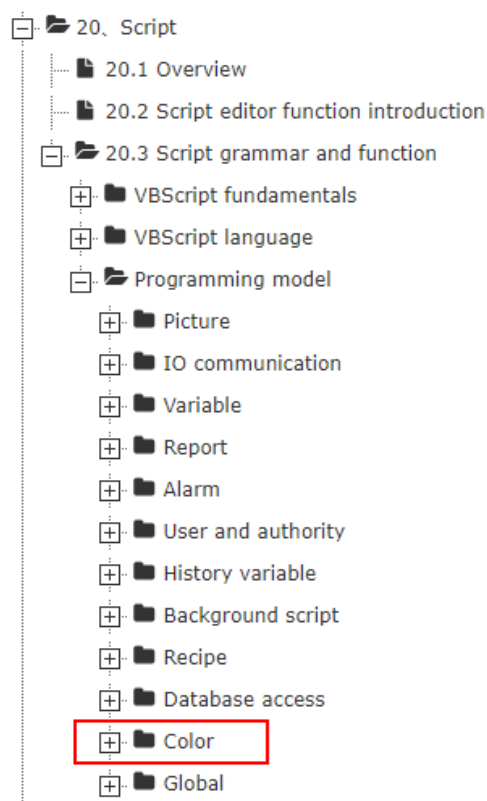 20、Script
20.1 Overview
20.2 Script editor function introduction
20.3 Script grammar and function
VBScript fundamentals
VBScript language
Programming model
Picture
IO communication
Variable
Report
Alarm
User and authority
History variable
Background script
Recipe
Database access
Color
Global